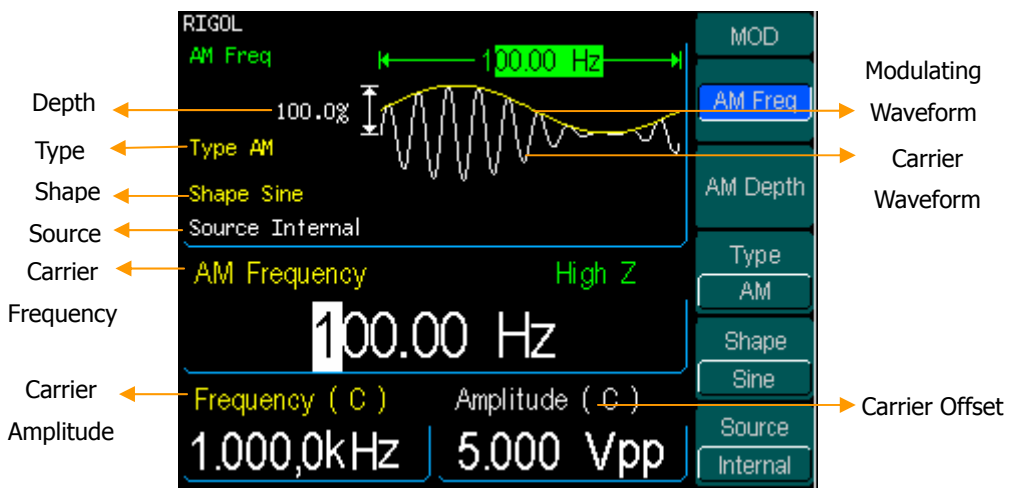 RIGOL
MOD
AM Freq
100.00 Hz
Modulating
Waveform
AM Freq
Depth
100.0%
Type
Type AM
Carrier
Waveform
Shape
Shape Sine
AM Depth
Source
Source Internal
Carrier
Frequency
AM Frequency
High Z
Type
AM
100.00 Hz
Shape
Sine
Carrier
Amplitude
Frequency ( C )
Amplitude ( C )
Carrier Offset
1.000,0kHz
5.000 Vpp
Source
Internal